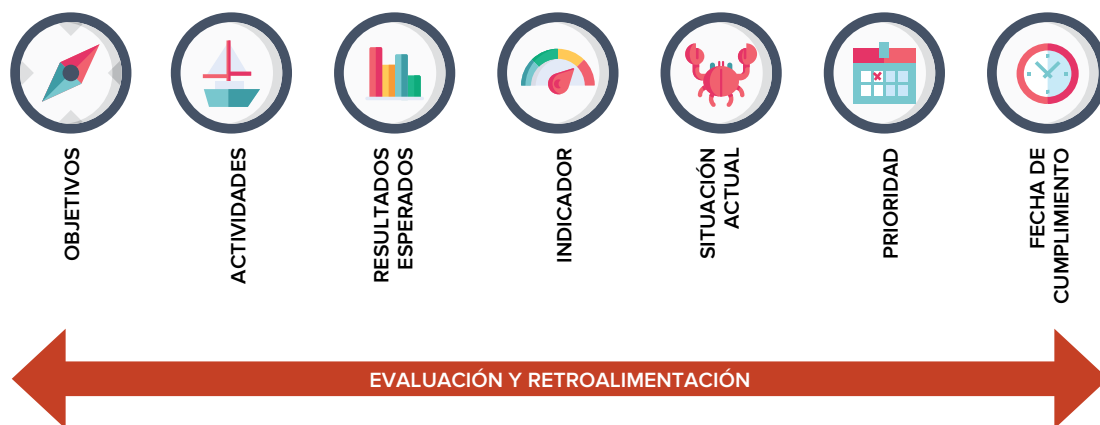 OBJETIVOS
ACTIVIDADES
RESULTADOS
ESPERADOS
INDICADOR
SITUACIÓN
ACTUAL
PRIORIDAD
FECHA DE
CUMPLIMIENTO
EVALUACIÓN Y RETROALIMENTACIÓN